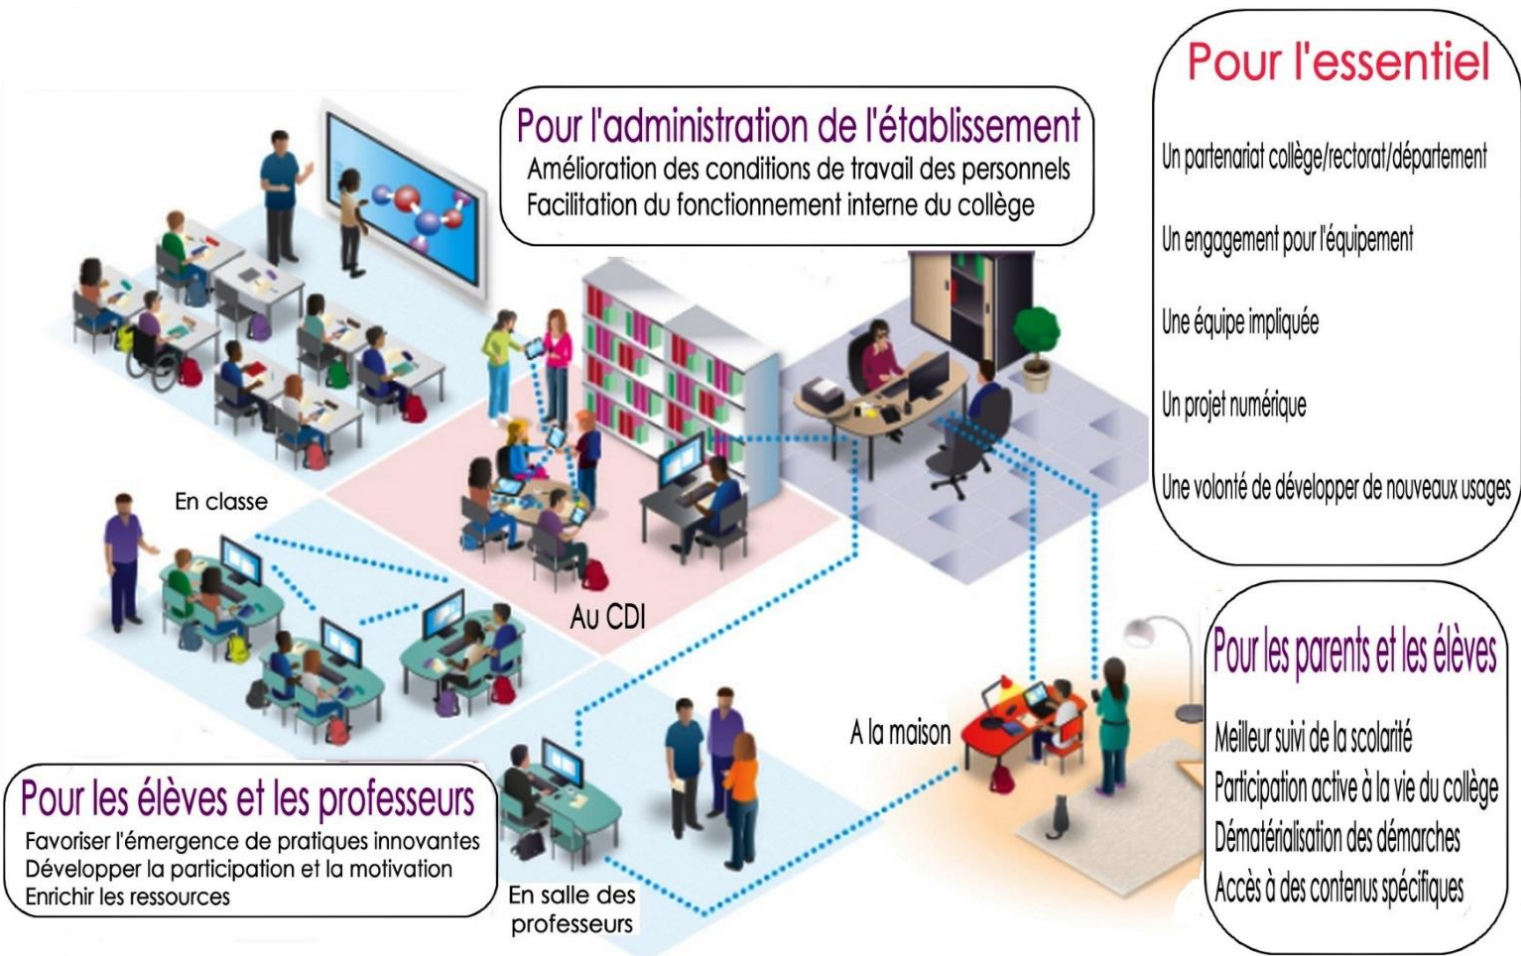 Pour l'essentiel
Un partenariat collège/rectorat/département
Un engagement pour l'équipement
Une équipe impliquée
Un projet numérique
Une volonté de développer de nouveaux usages
Pour l'administration de l'établissement
Amélioration des conditions de travail des personnels
Facilitation du fonctionnement interne du collège
En classe
Au CDI
A la maison
Pour les parents et les élèves
Meilleur suivi de la scolarité
Participation active à la vie du collège
Dématérialisation des démarches
Accès à des contenus spécifiques
Pour les élèves et les professeurs
Favoriser l'émergence de pratiques innovantes
Développer la participation et la motivation
Enrichir les ressources
En salle des
professeurs